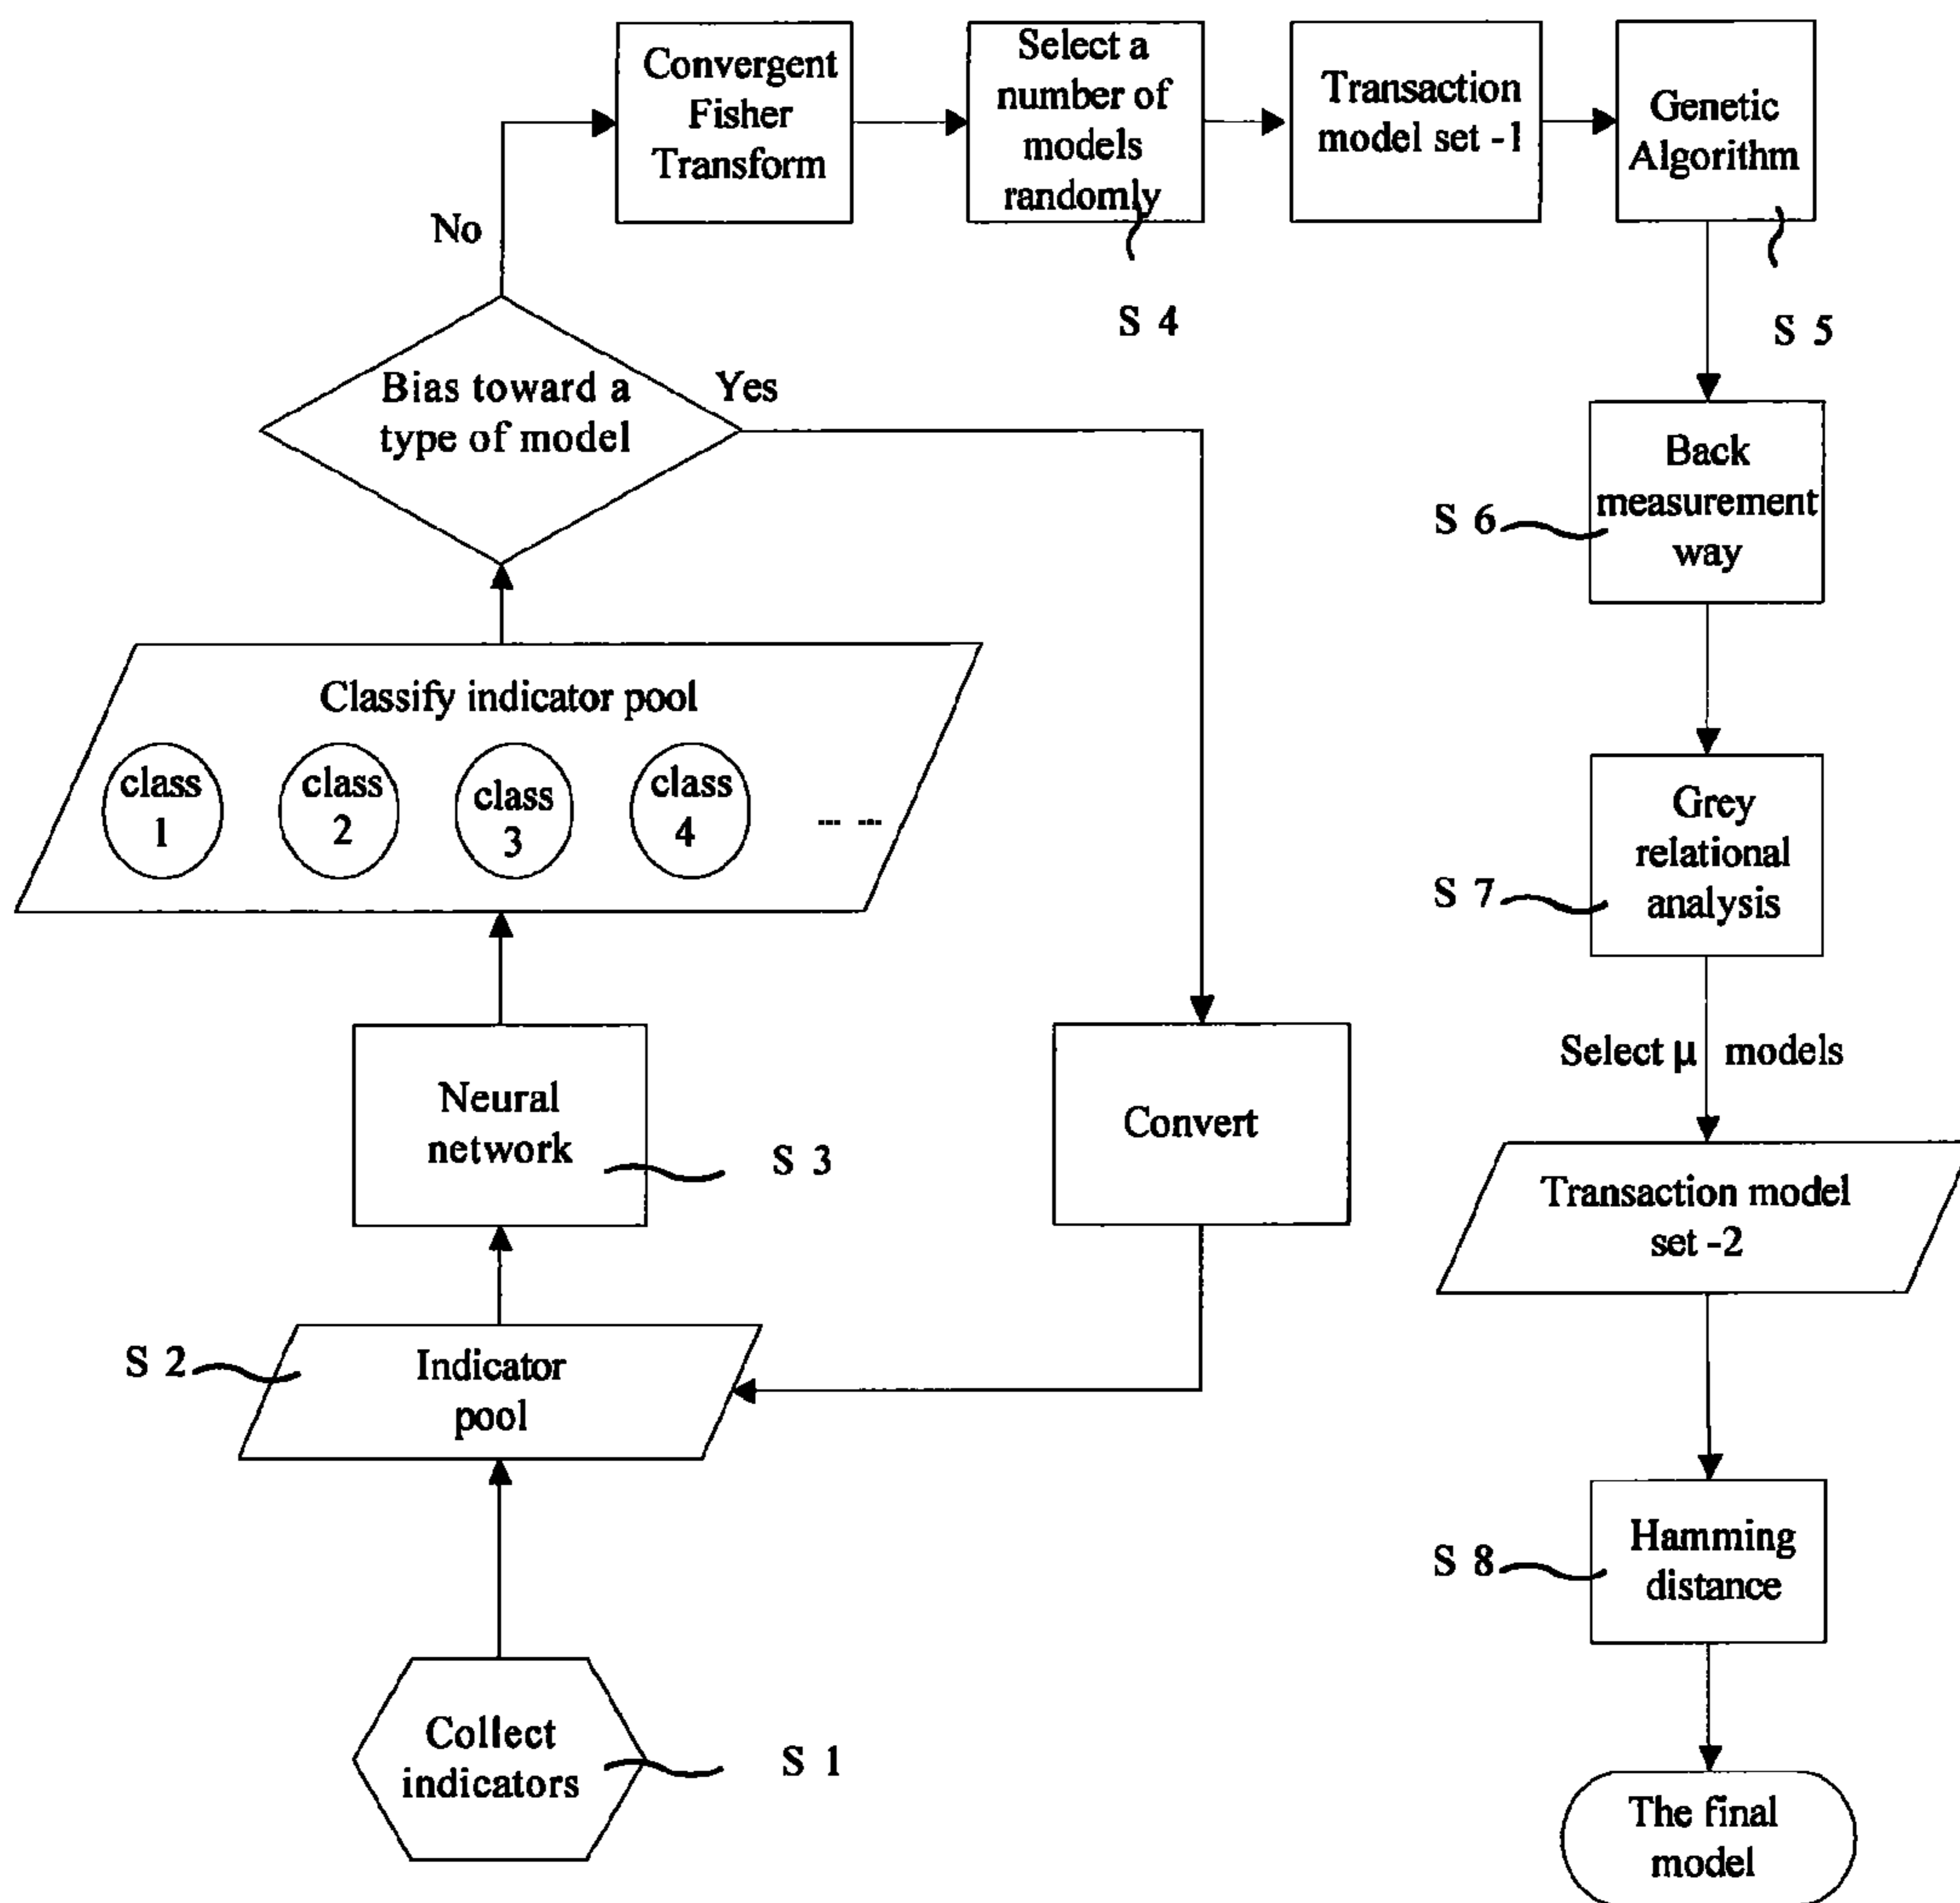 Convergent
Fisher
Transform
Select a
number of
models
randomly
S 4
Transaction
model set -1
Genetic
Algorithm
S 5
No
Bias toward a
type of model
Yes
Classify indicator pool
class
1
class
2
class
3
class
4
... ...
Neural
network
S 3
Convert
S 2
Indicator
pool
Collect
indicators
S 1
S 6
Back
measurement
way
S 7
Grey
relational
analysis
Select μ models
Transaction model
set -2
S 8
Hamming
distance
The final
model